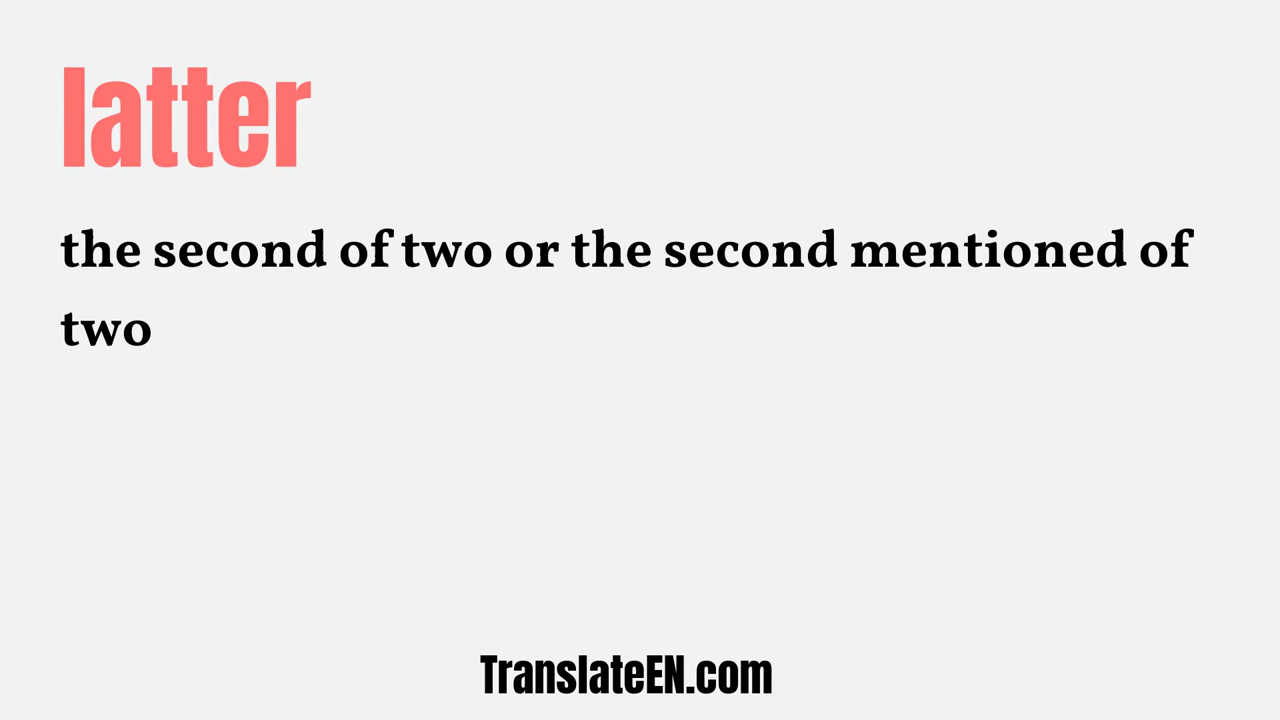 latter
the second of two or the second mentioned of
two
TranslateEN.com